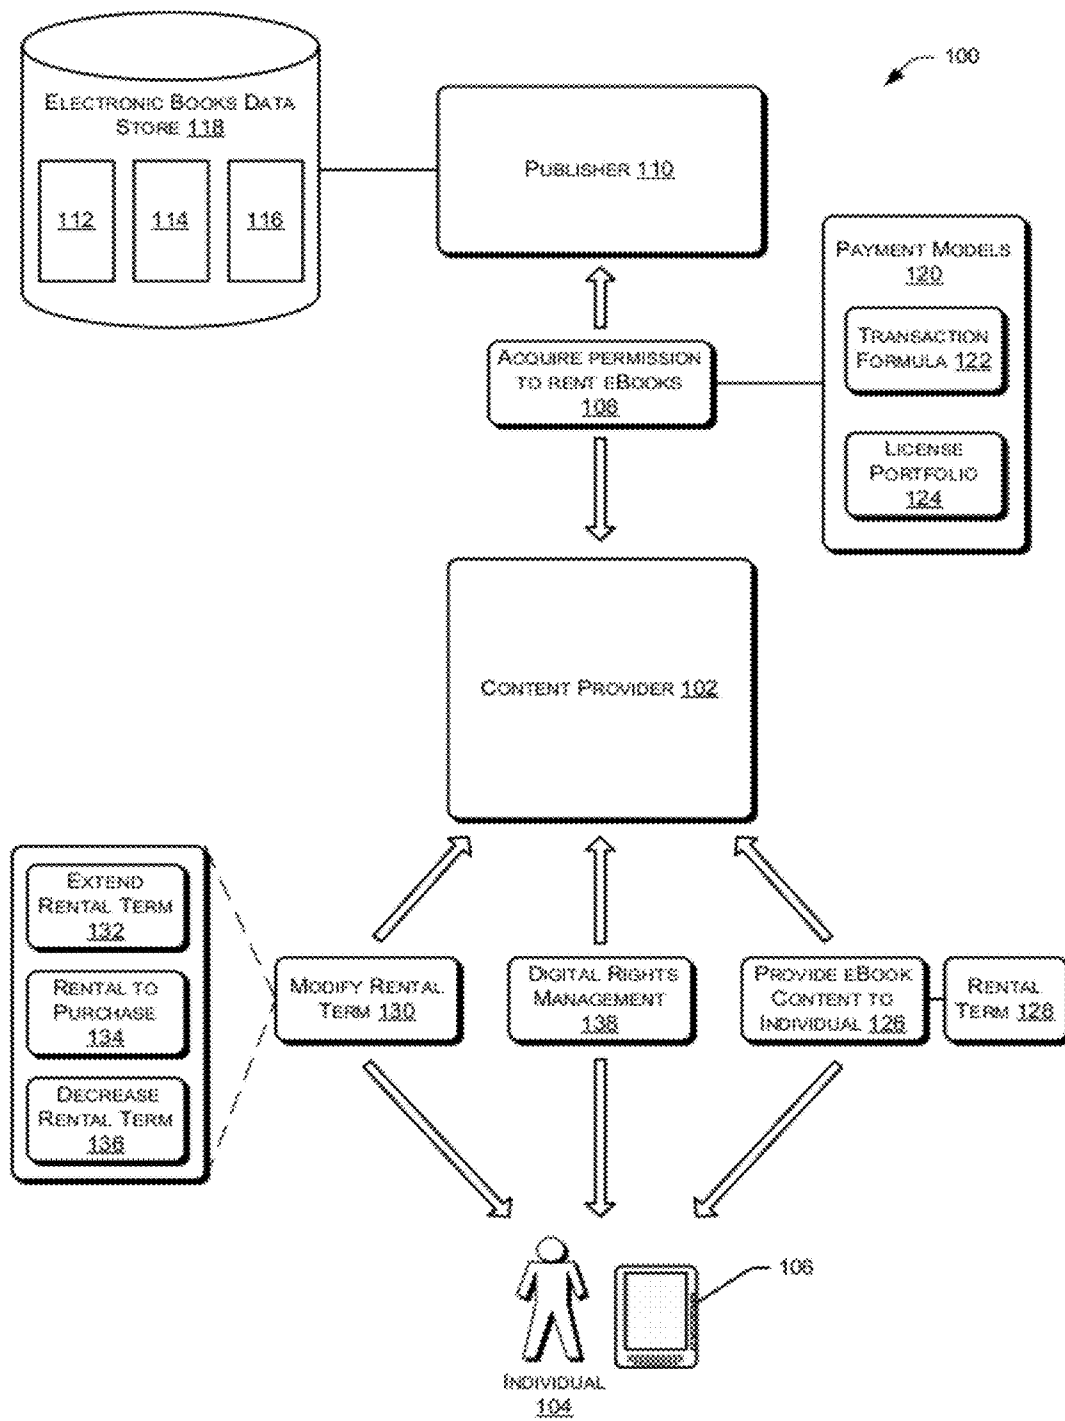 100
ELECTRONIC BOOKS DATA
STORE 118
112
114
116
PUBLISHER 110
PAYMENT MODELS
120
TRANSACTION
FORMULA 122
LICENSE
PORTFOLIO
124
ACQUIRE PERMISSION
TO RENT EBOOKS
108
CONTENT PROVIDER 102
EXTEND
RENTAL TERM
132
RENTAL TO
PURCHASE
134
DECREASE
RENTAL TERM
136
MODIFY RENTAL
TERM 130
DIGITAL RIGHTS
MANAGEMENT
138
PROVIDE EBOOK
CONTENT TO
INDIVIDUAL 126
RENTAL
TERM 128
106
INDIVIDUAL
104